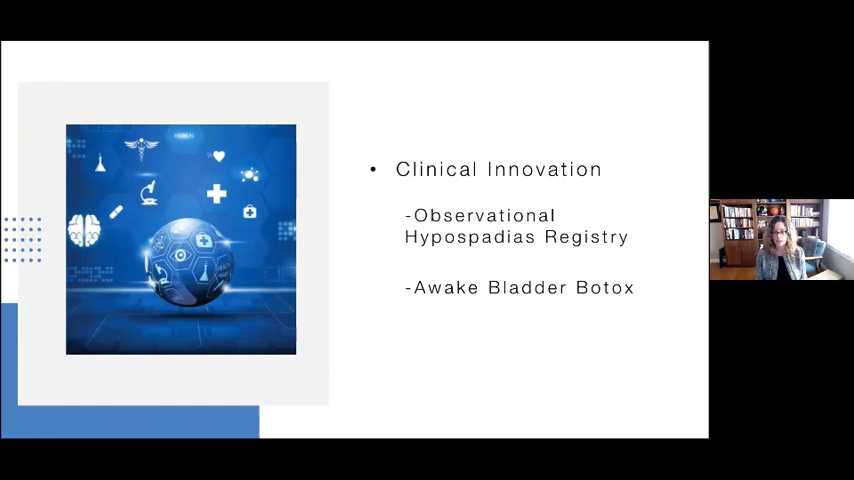 • Clinical Innovation
-Observational
Hypospadias Registry
-Awake Bladder Botox